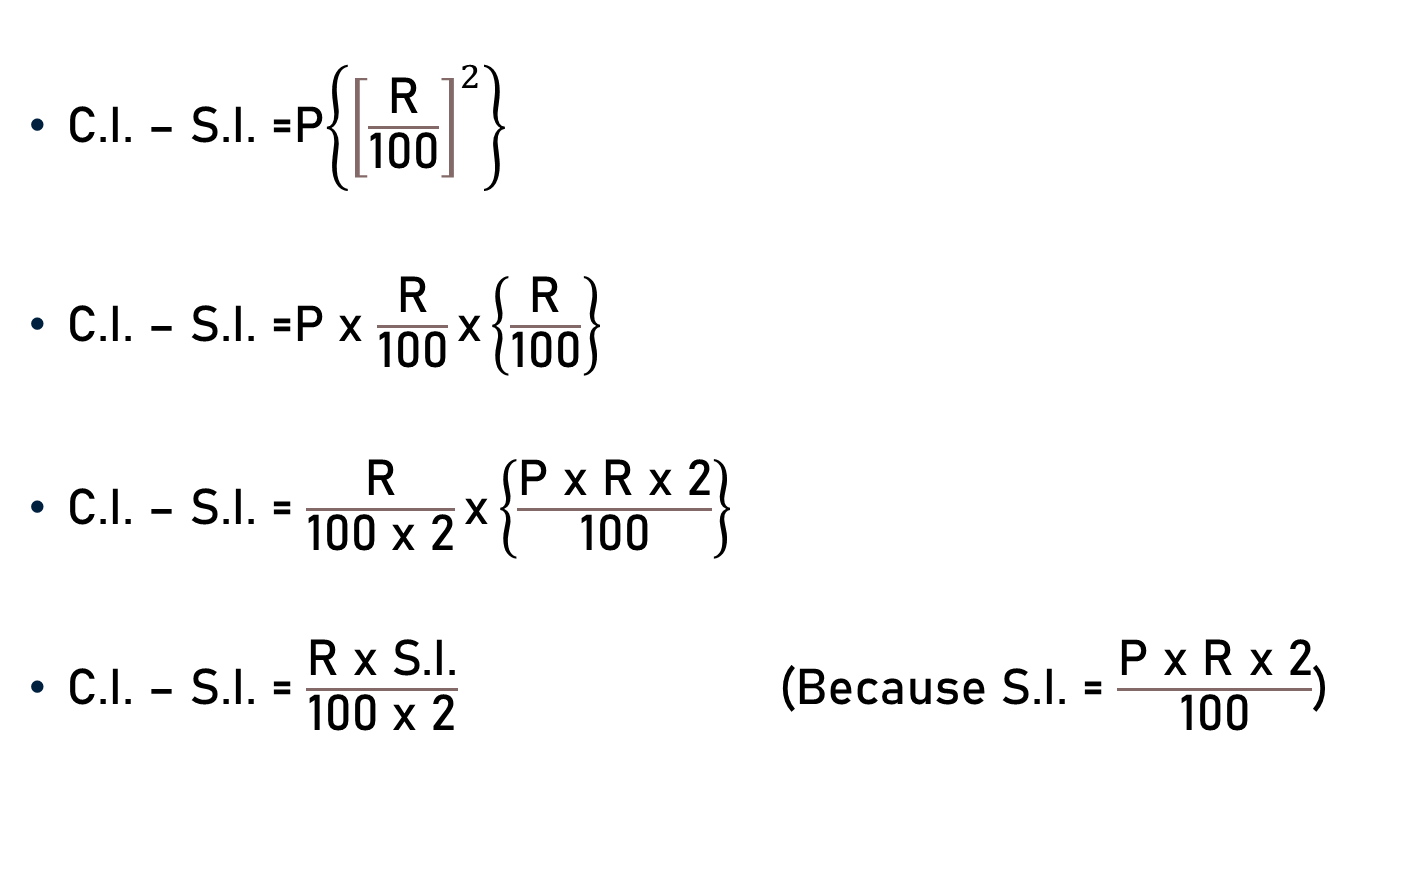 • C.I. – S.I. =P{[R/100]²}
• C.I. – S.I. =P x R/100 x {R/100}
• C.I. – S.I. = R/(100 x 2) x {(P x R x 2)/100}
• C.I. – S.I. = (R x S.I.)/(100 x 2) (Because S.I. = (P x R x 2)/100)